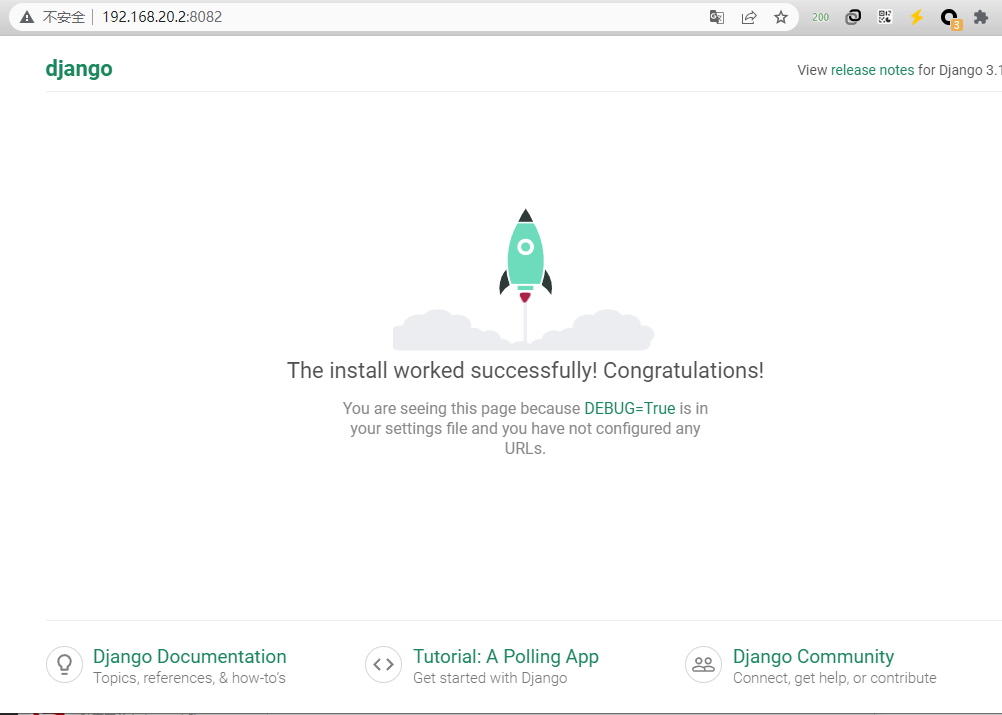 不安全 192.168.20.2:8082
200
3
django
View release notes for Django 3.1
The install worked successfully! Congratulations!
You are seeing this page because DEBUG=True is in
your settings file and you have not configured any
URLs.
Django Documentation
Topics, references, & how-to's
Tutorial: A Polling App
Get started with Django
Django Community
Connect, get help, or contribute